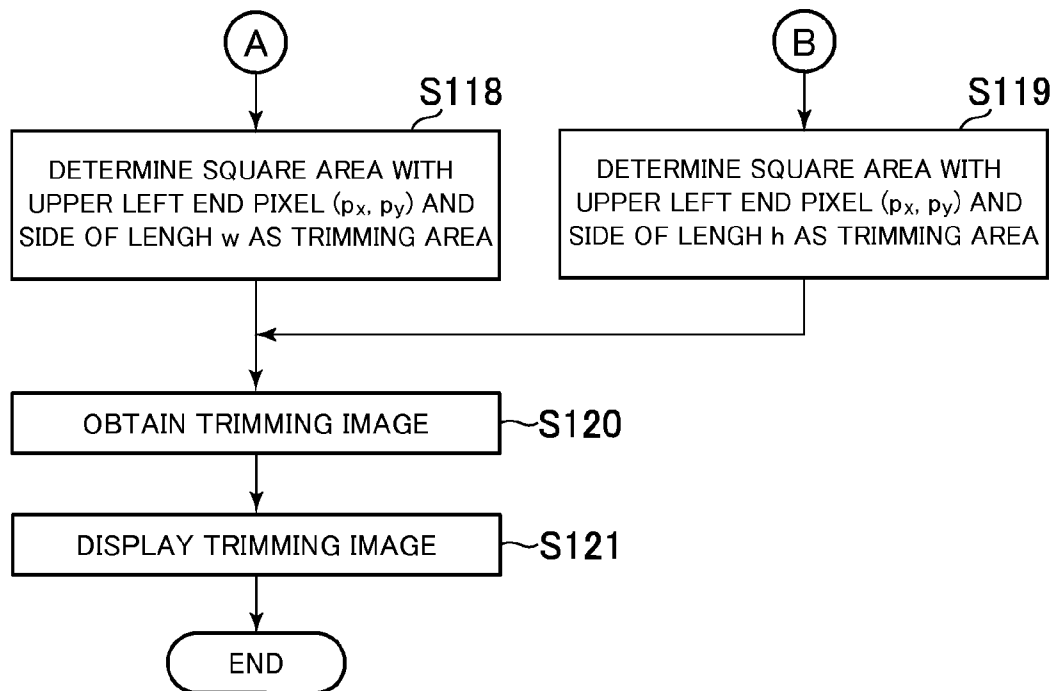 A
B
S118
S119
DETERMINE SQUARE AREA WITH
UPPER LEFT END PIXEL (px, py) AND
SIDE OF LENGH w AS TRIMMING AREA
DETERMINE SQUARE AREA WITH
UPPER LEFT END PIXEL (px, py) AND
SIDE OF LENGH h AS TRIMMING AREA
OBTAIN TRIMMING IMAGE
S120
DISPLAY TRIMMING IMAGE
S121
END